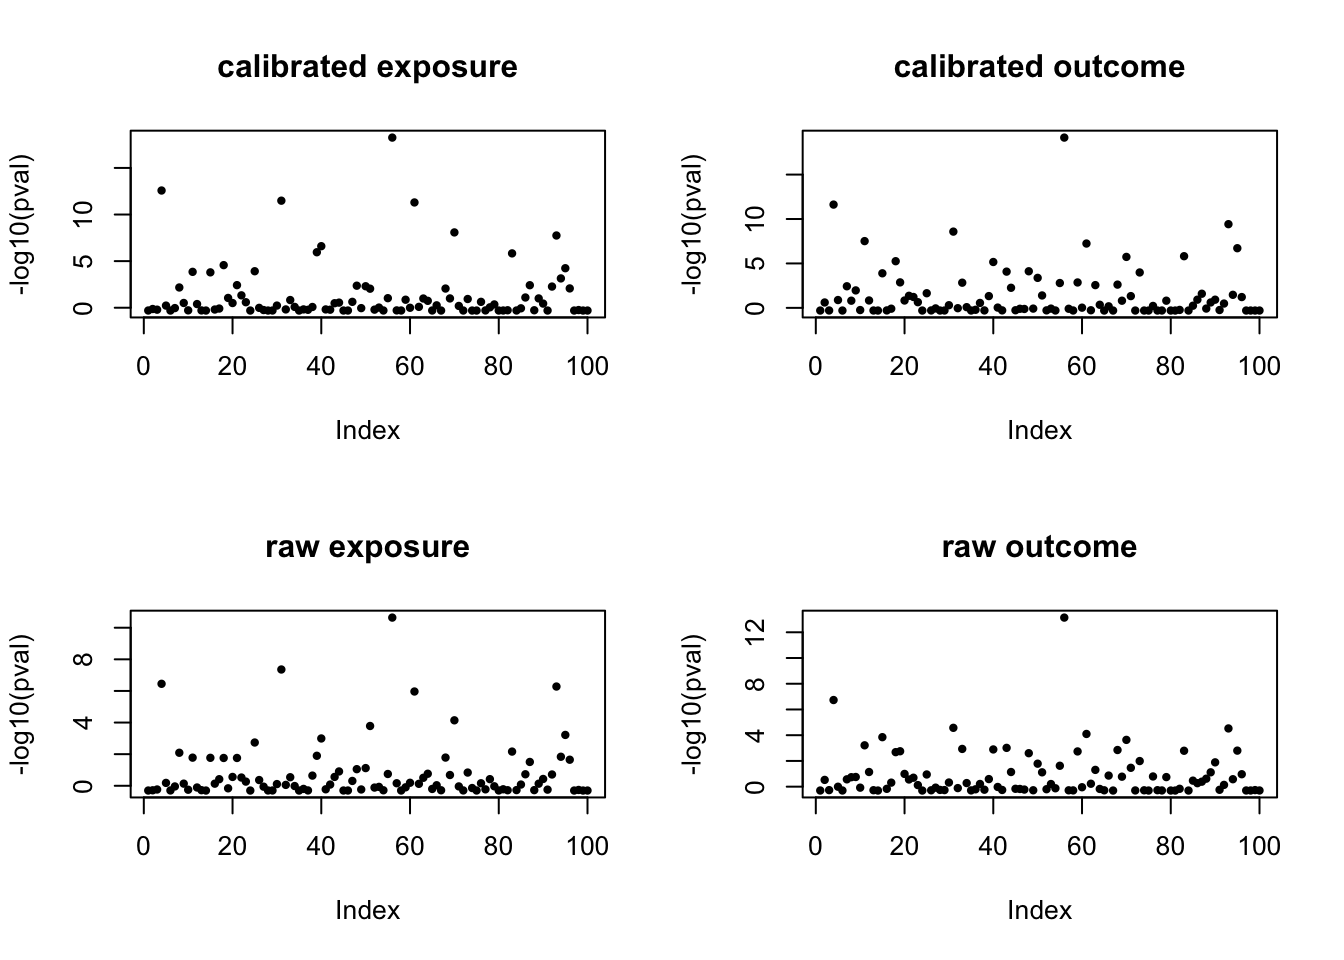 calibrated exposure
-log10(pval)
0 5 10
0 20 40 60 80 100
Index
calibrated outcome
-log10(pval)
0 5 10
0 20 40 60 80 100
Index
raw exposure
-log10(pval)
0 4 8
0 20 40 60 80 100
Index
raw outcome
-log10(pval)
0 4 8 12
0 20 40 60 80 100
Index